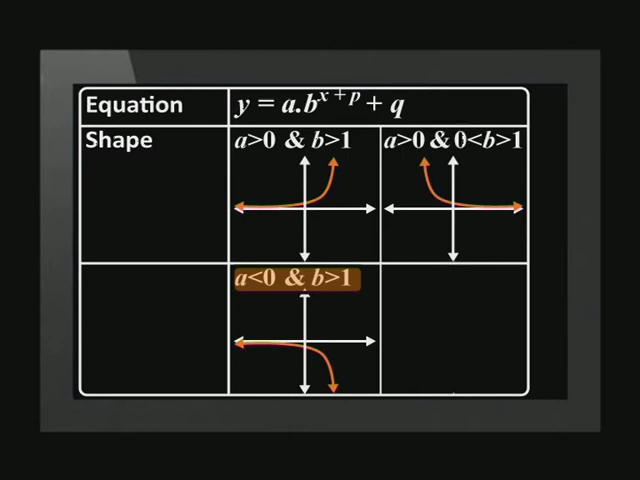 Equation
y = a.b^{x + p} + q
Shape
a>0 & b>1
a>0 & 0<b>1
a<0 & b>1